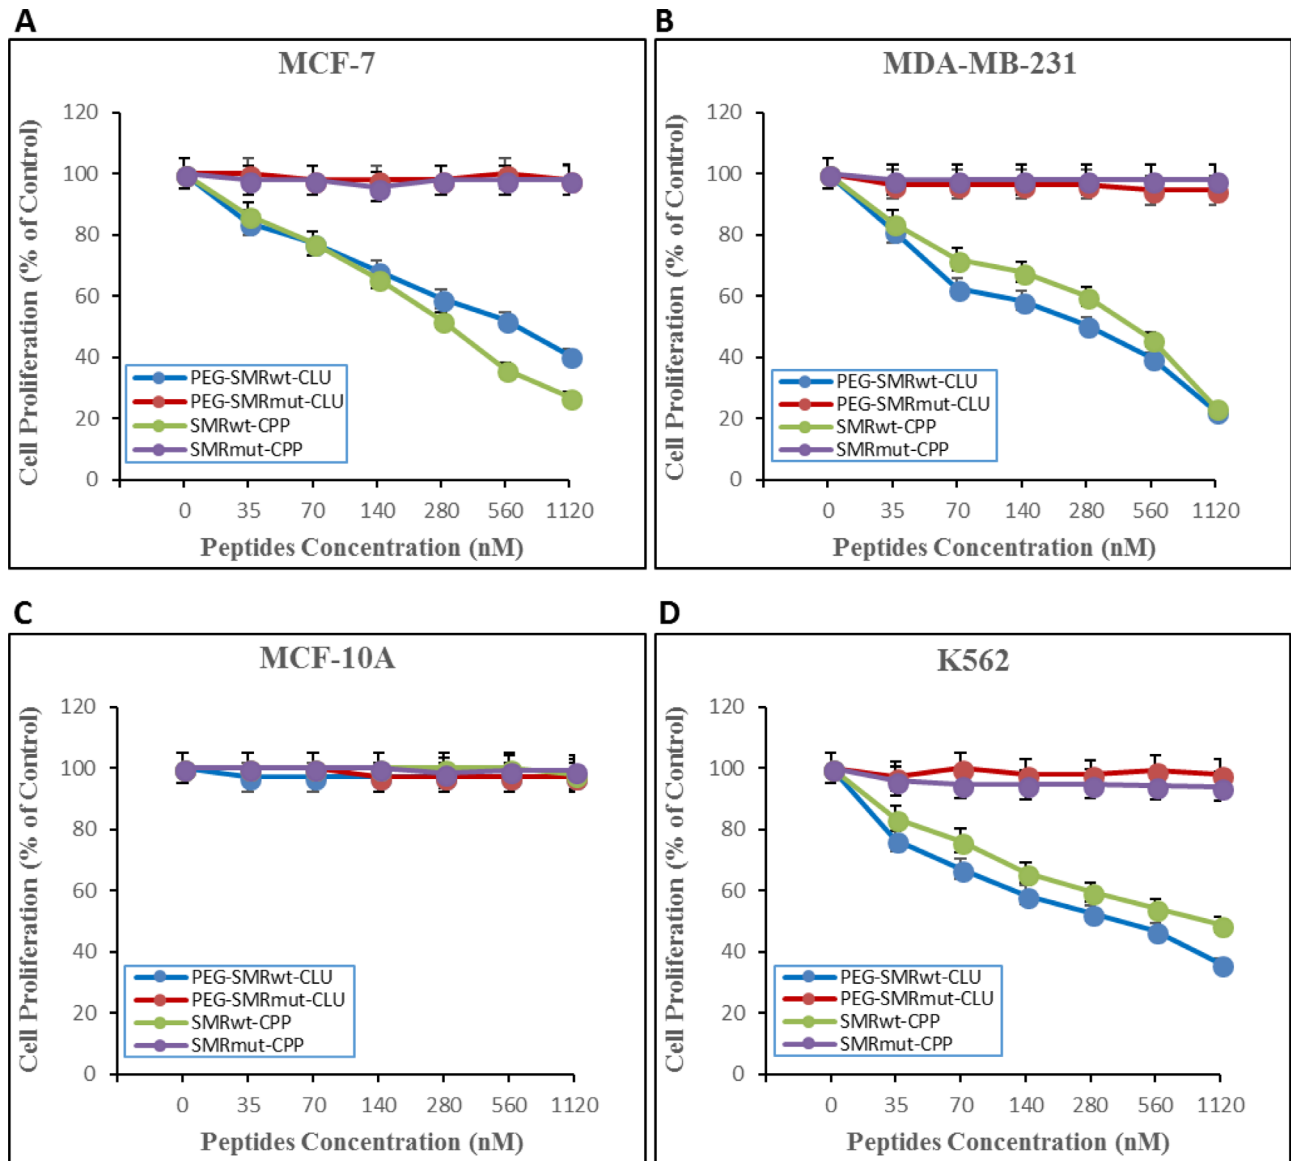 A
MCF-7
Cell Proliferation (% of Control)
120
100
80
60
40
20
0
PEG-SMRwt-CLU
PEG-SMRmut-CLU
SMRwt-CPP
SMRmut-CPP
0 35 70 140 280 560 1120
Peptides Concentration (nM)
B
MDA-MB-231
Cell Proliferation (% of Control)
120
100
80
60
40
20
0
PEG-SMRwt-CLU
PEG-SMRmut-CLU
SMRwt-CPP
SMRmut-CPP
0 35 70 140 280 560 1120
Peptides Concentration (nM)
C
MCF-10A
Cell Proliferation (% of Control)
120
100
80
60
40
20
0
PEG-SMRwt-CLU
PEG-SMRmut-CLU
SMRwt-CPP
SMRmut-CPP
0 35 70 140 280 560 1120
Peptides Concentration (nM)
D
K562
Cell Proliferation (% of Control)
120
100
80
60
40
20
0
PEG-SMRwt-CLU
PEG-SMRmut-CLU
SMRwt-CPP
SMRmut-CPP
0 35 70 140 280 560 1120
Peptides Concentration (nM)